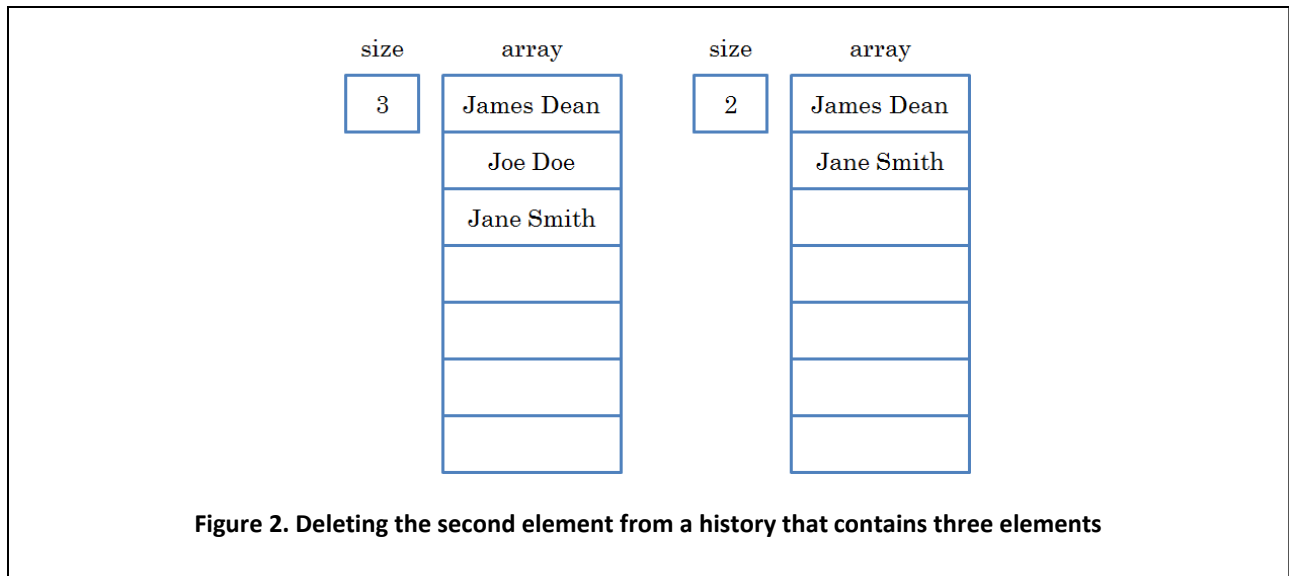 size array size array
3 James Dean 2 James Dean
Joe Doe Jane Smith
Jane Smith
Figure 2. Deleting the second element from a history that contains three elements